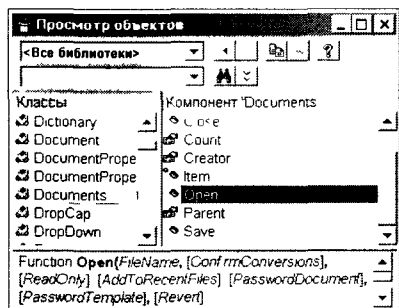 Просмотр объектов
<Все библиотеки>
Классы
Dictionary
Document
DocumentPrope
DocumentPrope
Documents
DropCap
DropDown
Компонент 'Documents
Close
Count
Creator
Item
Open
Parent
Save
Function Open(FileName, [ConfirmConversions],
[ReadOnly] [AddToRecentFiles] [PasswordDocument],
[PasswordTemplate], [Revert]